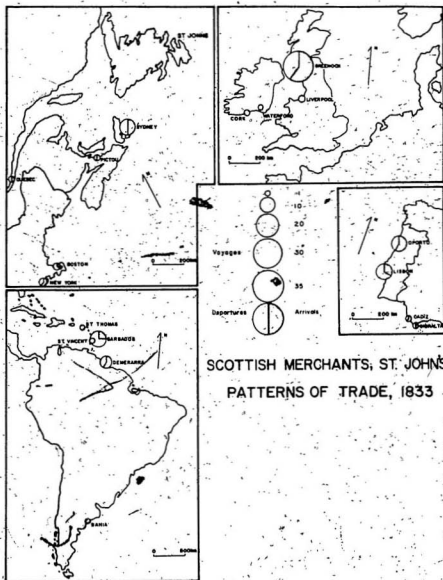 ST JOHNS
SYDNEY
PICTOU
QUEBEC
BOSTON
NEW YORK
N
GREENOCK
LIVERPOOL
WATERFORD
CORK
N
200 km
1
10
20
Voyages
30
35
Departures
Arrivals
N
OPORTO
LISBON
CADIZ
GIBRALTAR
200 km
ST THOMAS
ST VINCENT
BARBADOS
DEMERARA
N
BAHIA
SCOTTISH MERCHANTS, ST. JOHN'S
PATTERNS OF TRADE, 1833